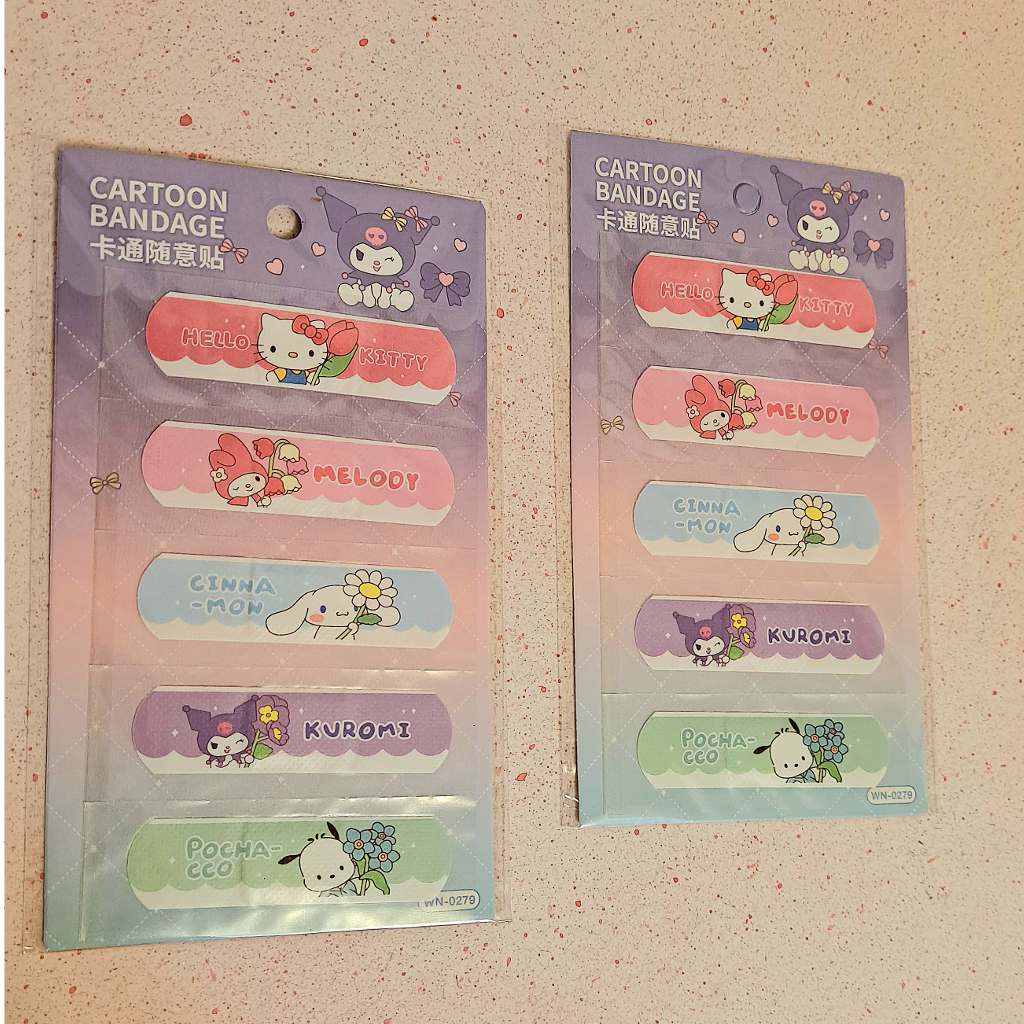 CARTOON
BANDAGE
卡通随意贴
HELLO KITTY
MELODY
CINNA
-MON
KUROMI
POCHA-
CCO
WN-0279
CARTOON
BANDAGE
卡通随意贴
HELLO KITTY
MELODY
CINNA
-MON
KUROMI
POCHA-
CCO
WN-0279